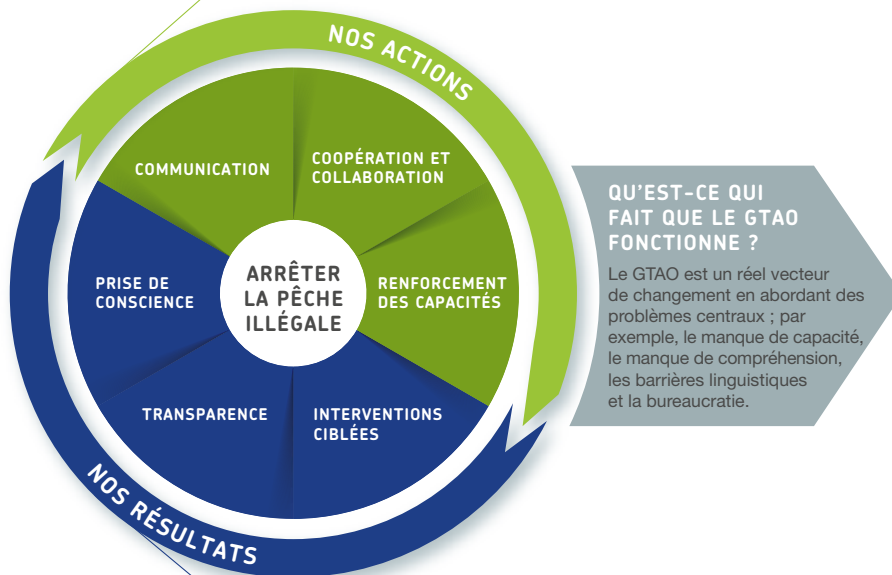 NOS ACTIONS
COMMUNICATION
COOPÉRATION ET
COLLABORATION
PRISE DE
CONSCIENCE
ARRÊTER
LA PÊCHE
ILLÉGALE
RENFORCEMENT
DES CAPACITÉS
TRANSPARENCE
INTERVENTIONS
CIBLÉES
NOS RÉSULTATS
QU'EST-CE QUI
FAIT QUE LE GTAO
FONCTIONNE ?
Le GTAO est un réel vecteur
de changement en abordant des
problèmes centraux ; par
exemple, le manque de capacité,
le manque de compréhension,
les barrières linguistiques
et la bureaucratie.